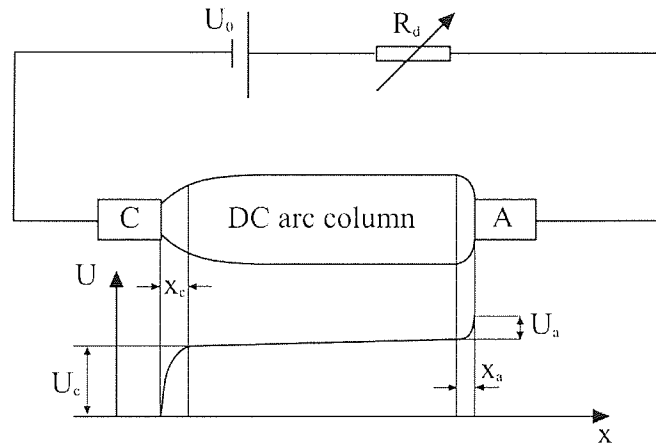 U₀
R_d
C
DC arc column
A
U
x_c
U_a
U_c
x_a
x